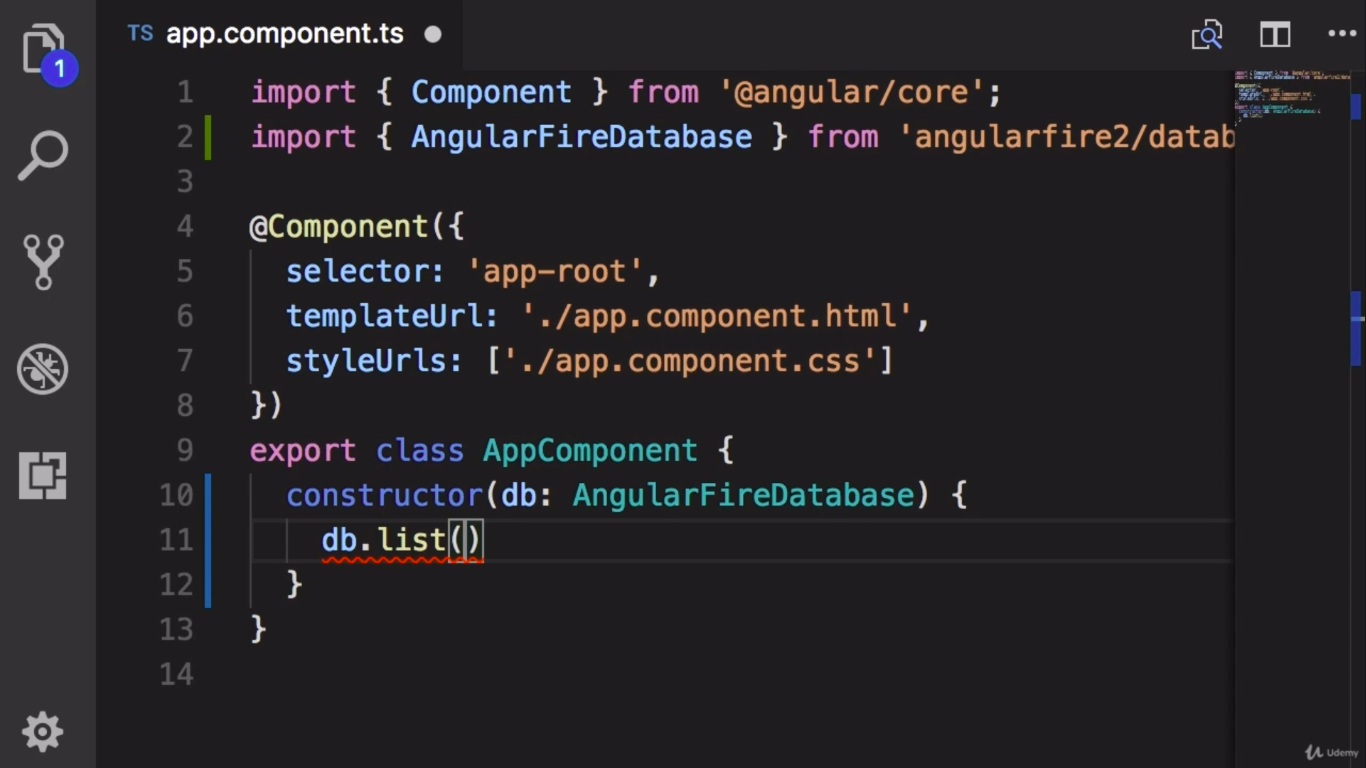 TS app.component.ts
1
1 import { Component } from '@angular/core';
2 import { AngularFireDatabase } from 'angularfire2/datab
3
4 @Component({
5 selector: 'app-root',
6 templateUrl: './app.component.html',
7 styleUrls: ['./app.component.css']
8 })
9 export class AppComponent {
10 constructor(db: AngularFireDatabase) {
11 db.list()
12 }
13 }
14
Udemy